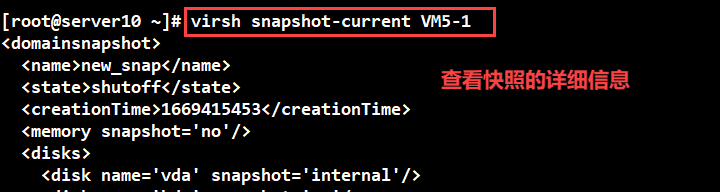 [root@server10 ~]# virsh snapshot-current VM5-1
<domainsnapshot>
<name>new_snap</name>
<state>shutoff</state>
查看快照的详细信息
<creationTime>1669415453</creationTime>
<memory snapshot='no'/>
<disks>
<disk name='vda' snapshot='internal'/>